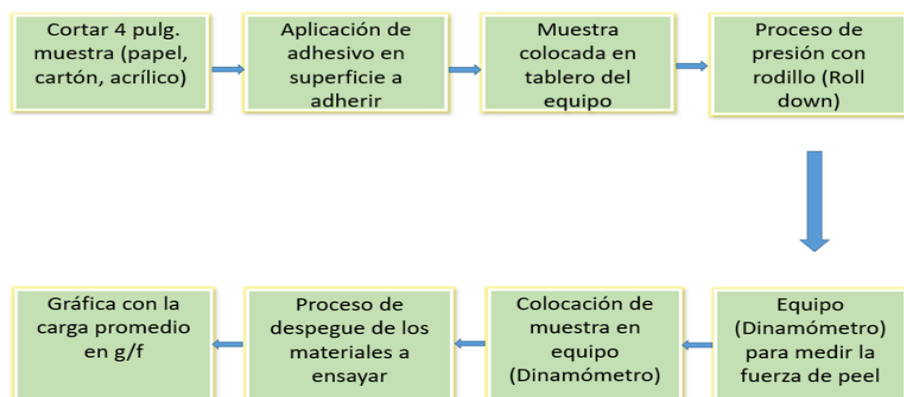 Cortar 4 pulg.
muestra (papel,
cartón, acrílico)
Aplicación de
adhesivo en
superficie a
adherir
Muestra
colocada en
tablero del
equipo
Proceso de
presión con
rodillo (Roll
down)
Equipo
(Dinamómetro)
para medir la
fuerza de peel
Colocación de
muestra en
equipo
(Dinamómetro)
Proceso de
despegue de los
materiales a
ensayar
Gráfica con la
carga promedio
en g/f